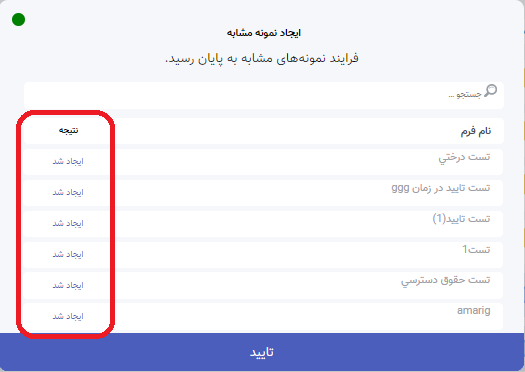 ایجاد نمونه مشابه
فرایند نمونه‌های مشابه به پایان رسید.
جستجو ...
نام فرم نتیجه
تست درختي ایجاد شد
تست تایید در زمان ggg ایجاد شد
تست تایید(1) ایجاد شد
تست1 ایجاد شد
تست حقوق دسترسي ایجاد شد
amarig ایجاد شد
تایید